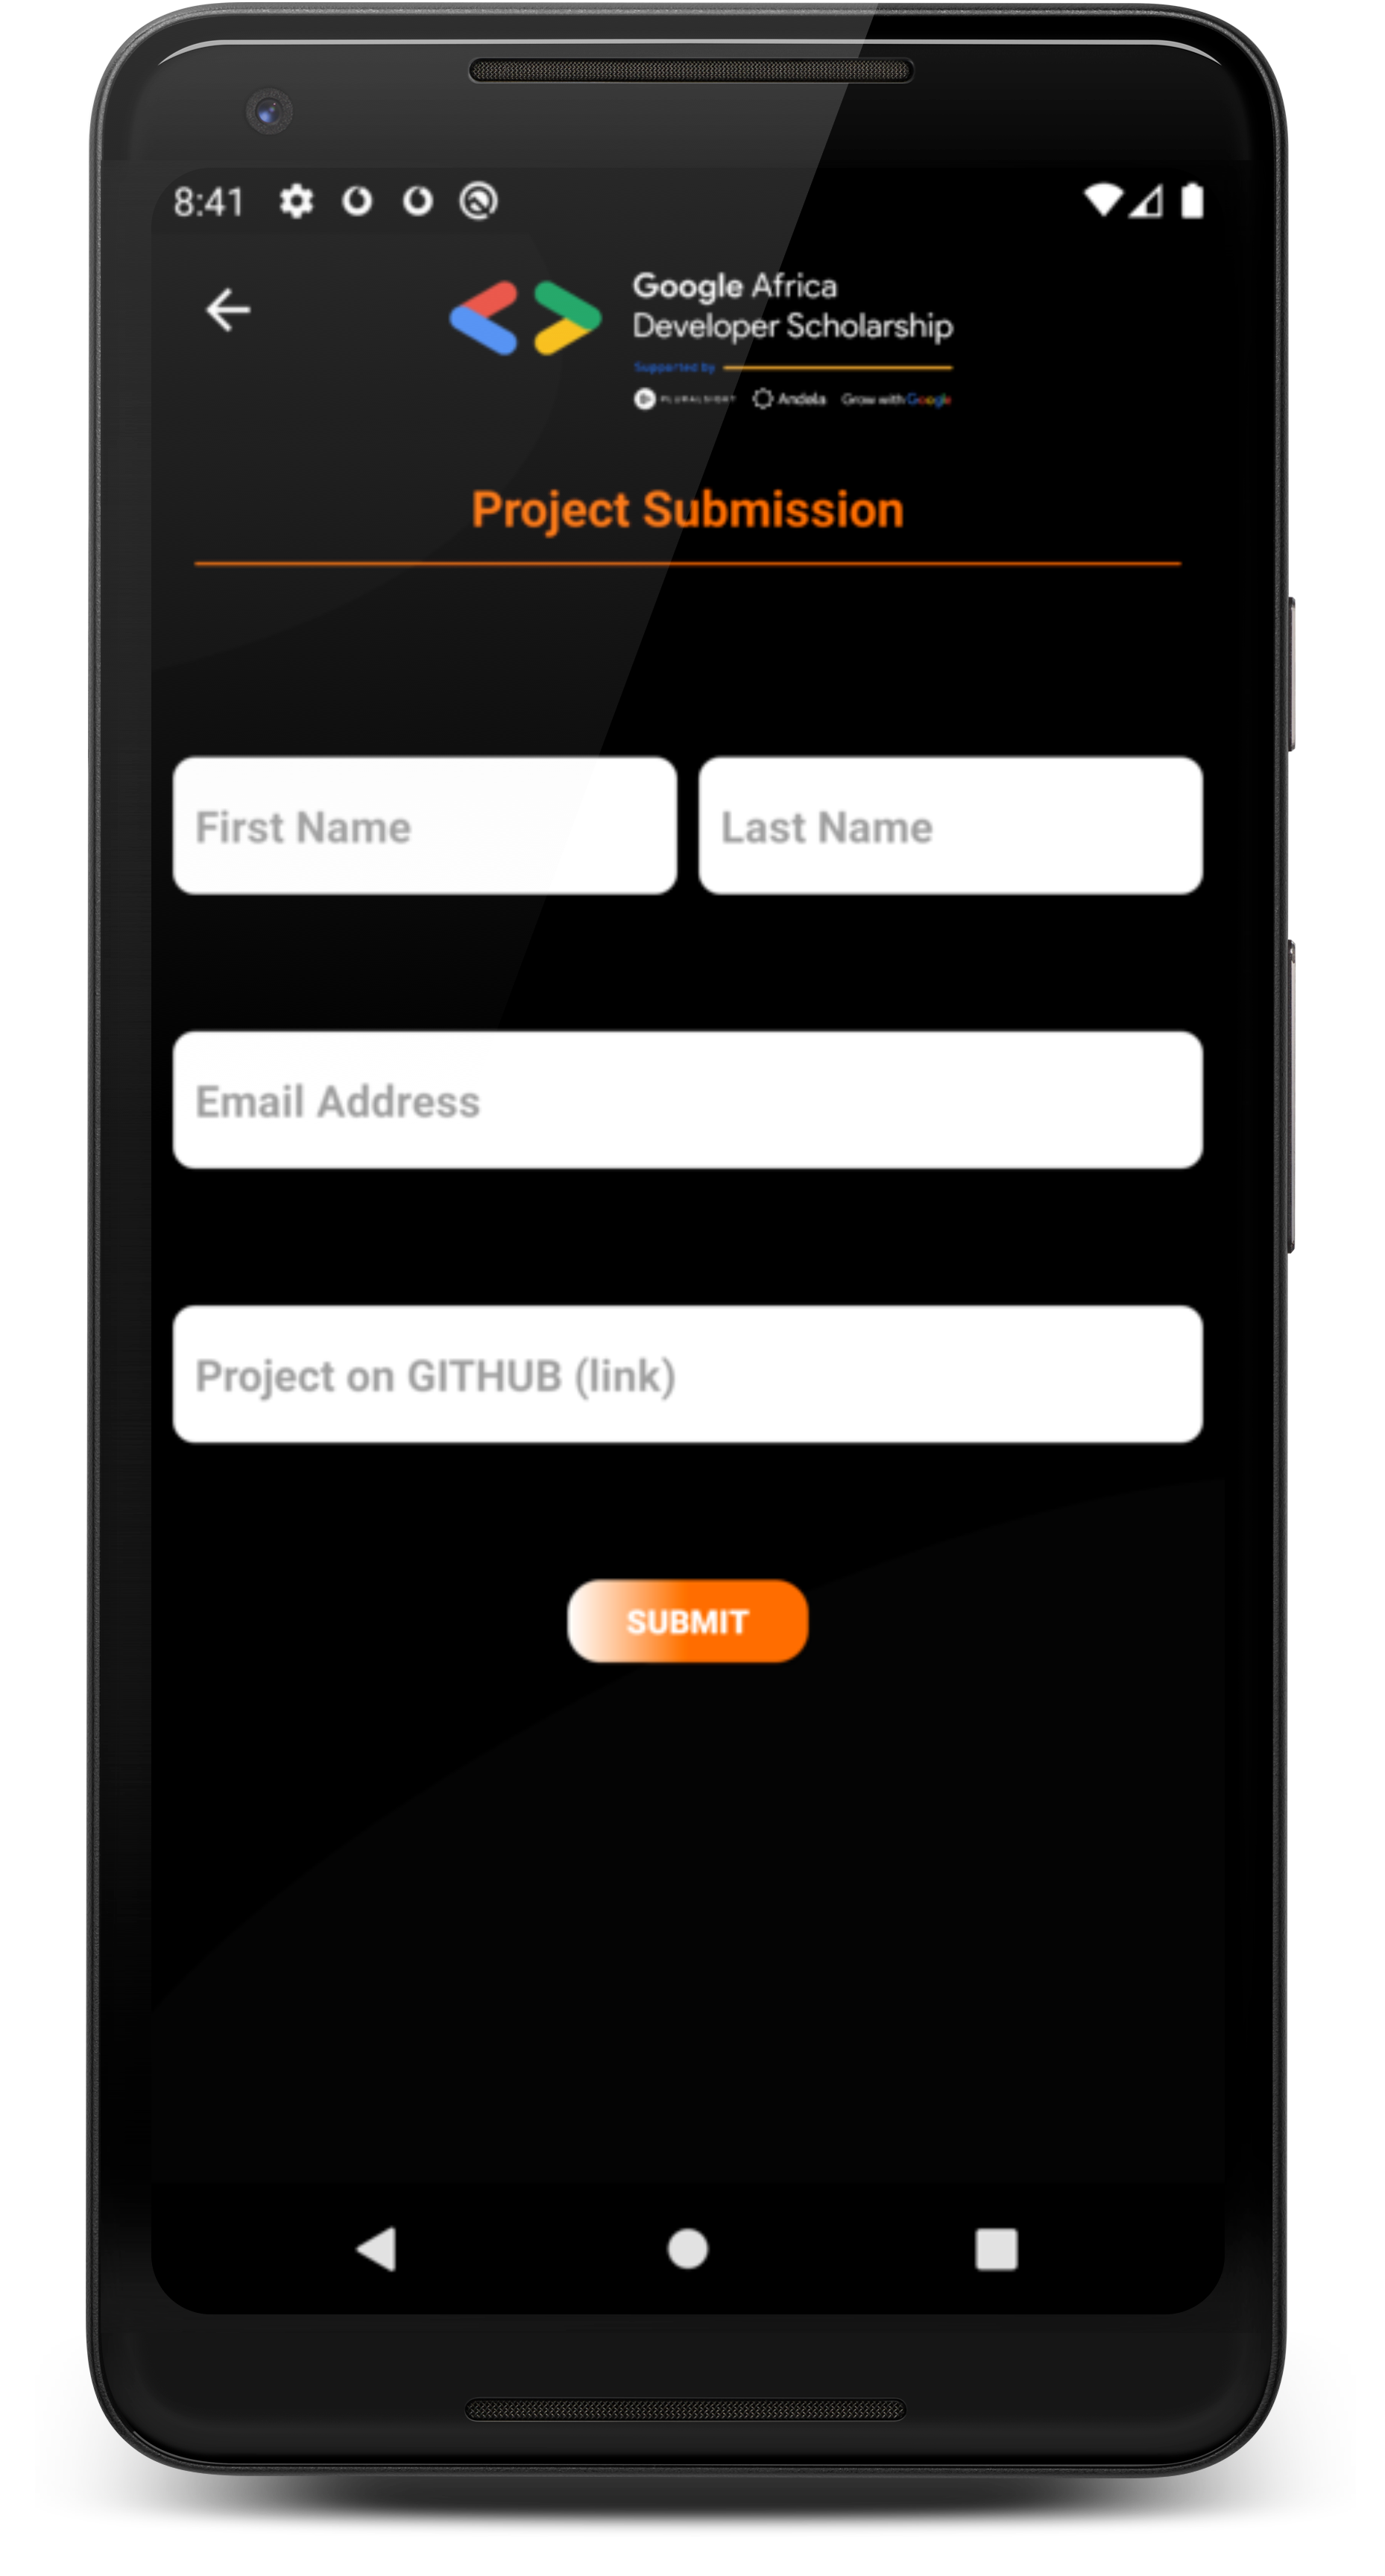 8:41
Google Africa
Developer Scholarship
Supported by
PLURALSIGHT Andela Grow with Google
Project Submission
First Name Last Name
Email Address
Project on GITHUB (link)
SUBMIT